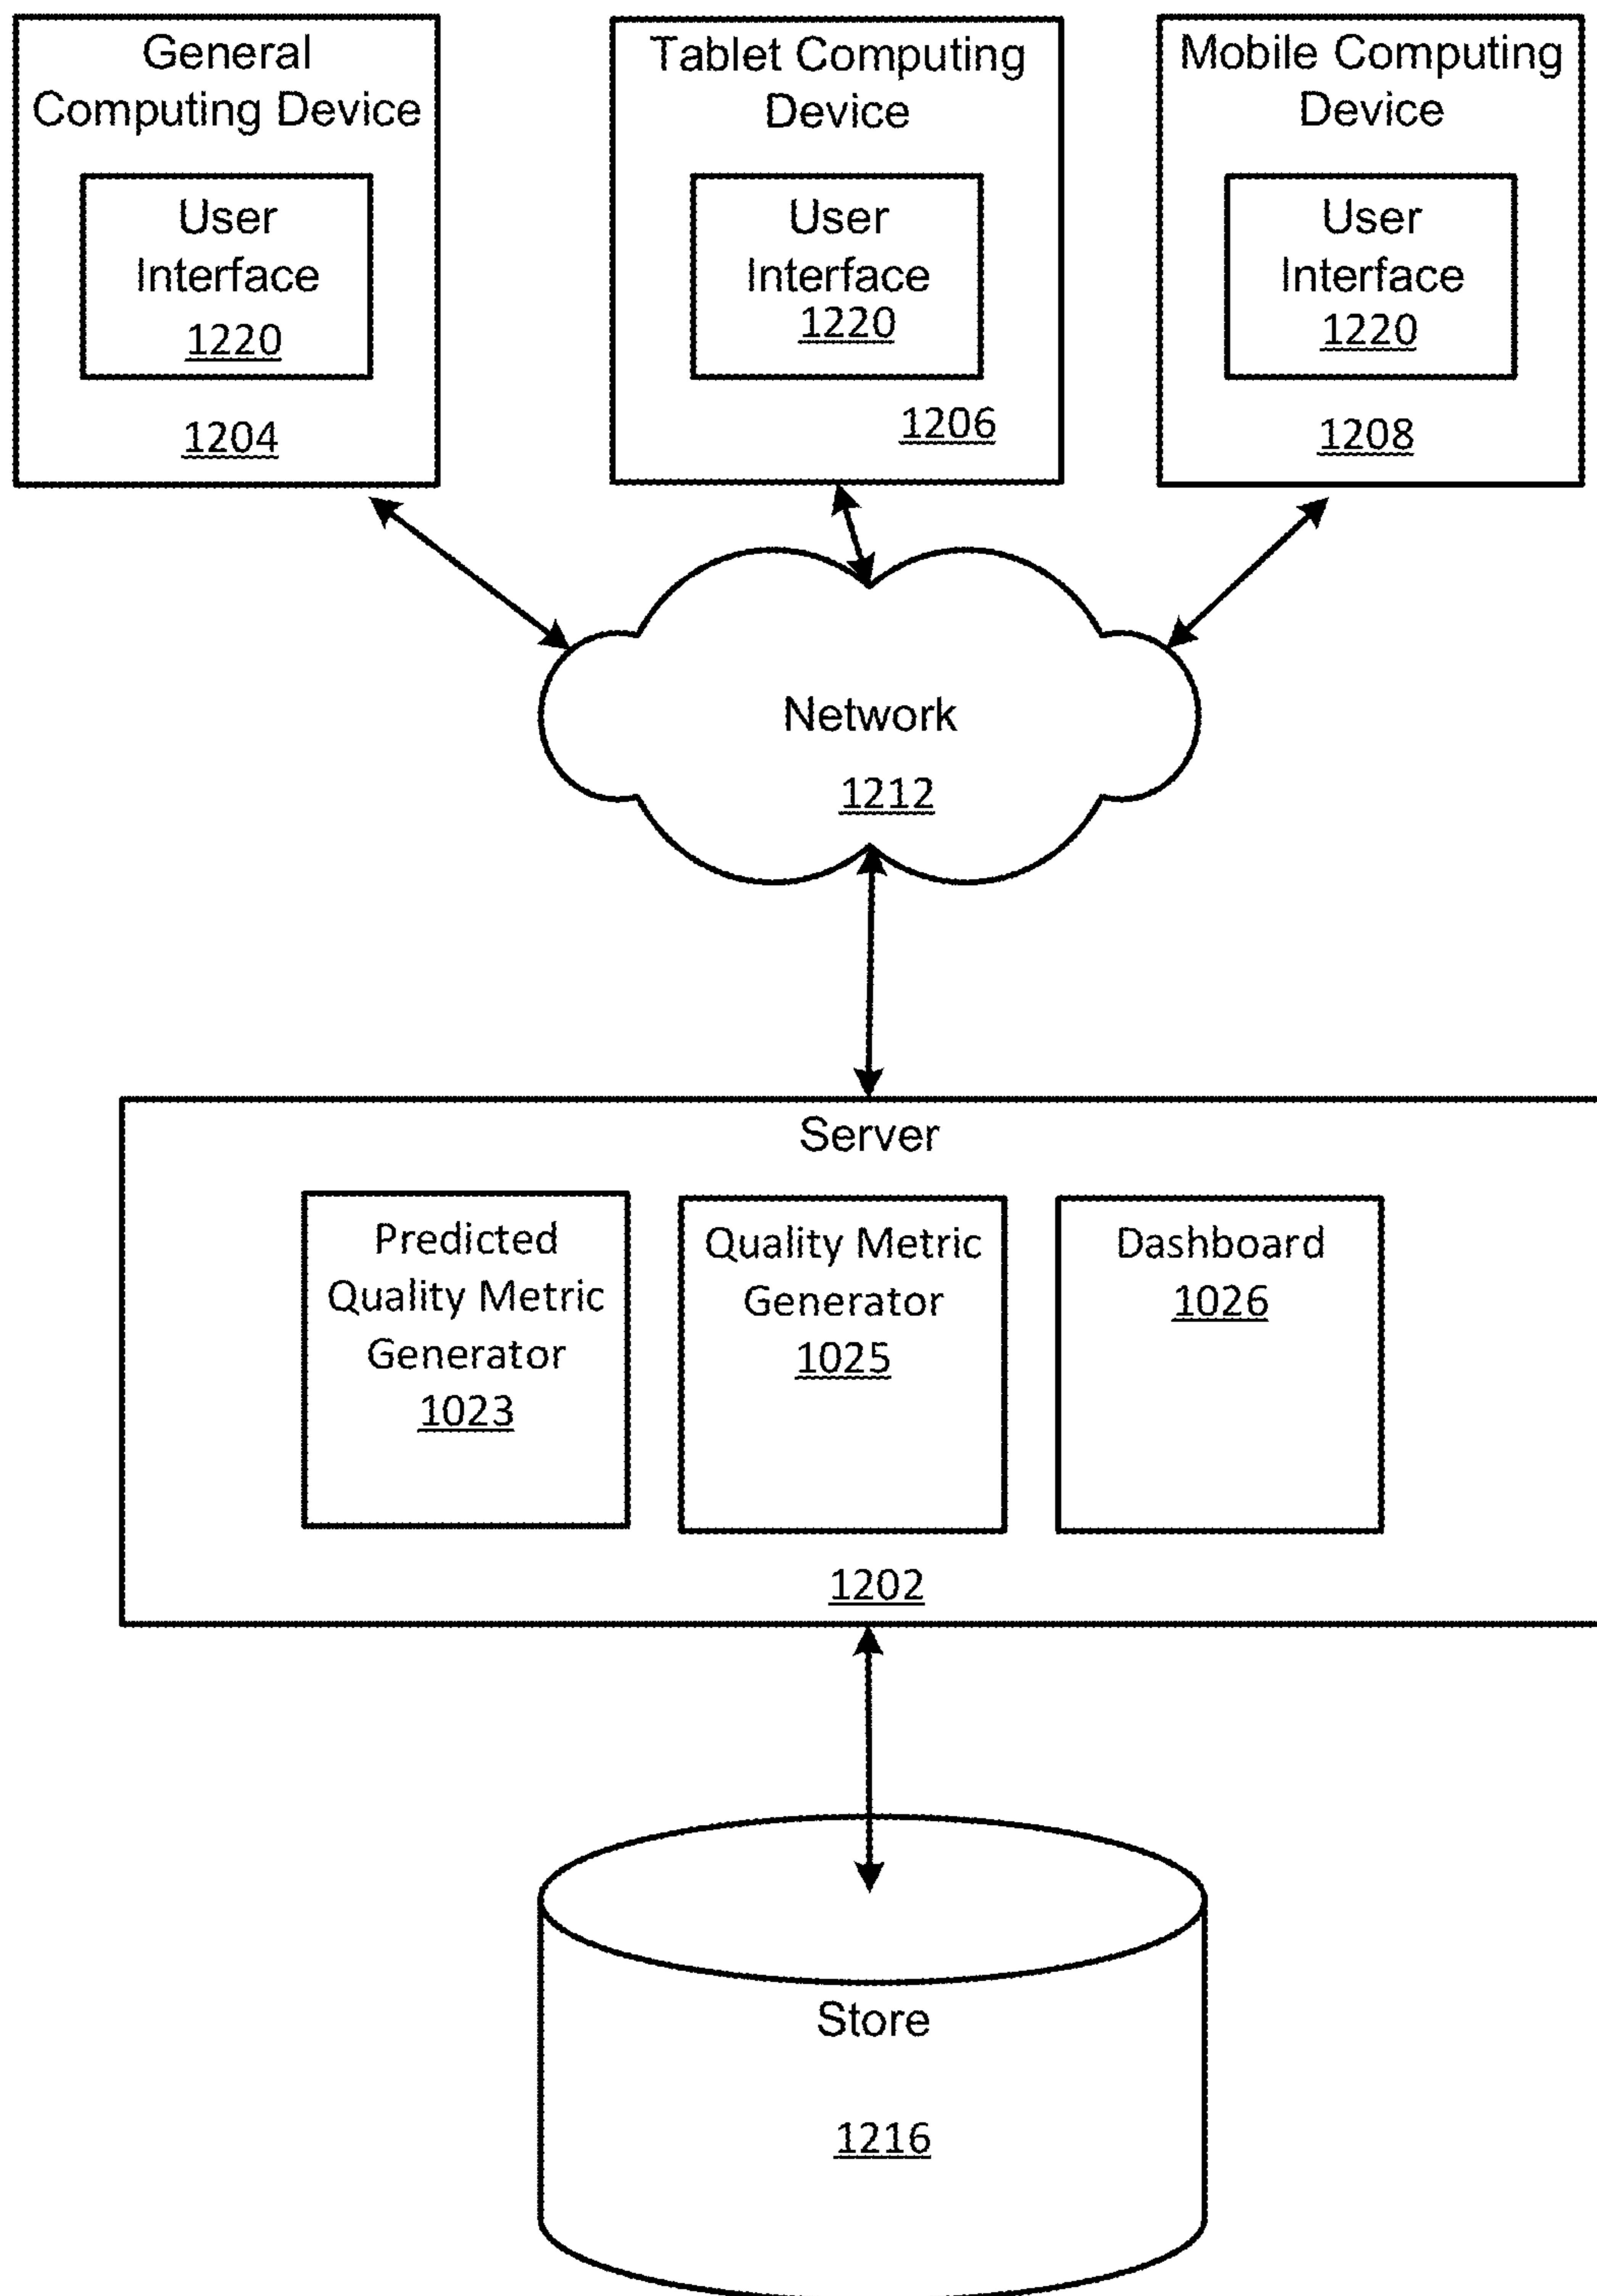 General
Computing Device
User
Interface
1220
1204
Tablet Computing
Device
User
Interface
1220
1206
Mobile Computing
Device
User
Interface
1220
1208
Network
1212
Server
Predicted
Quality Metric
Generator
1023
Quality Metric
Generator
1025
Dashboard
1026
1202
Store
1216